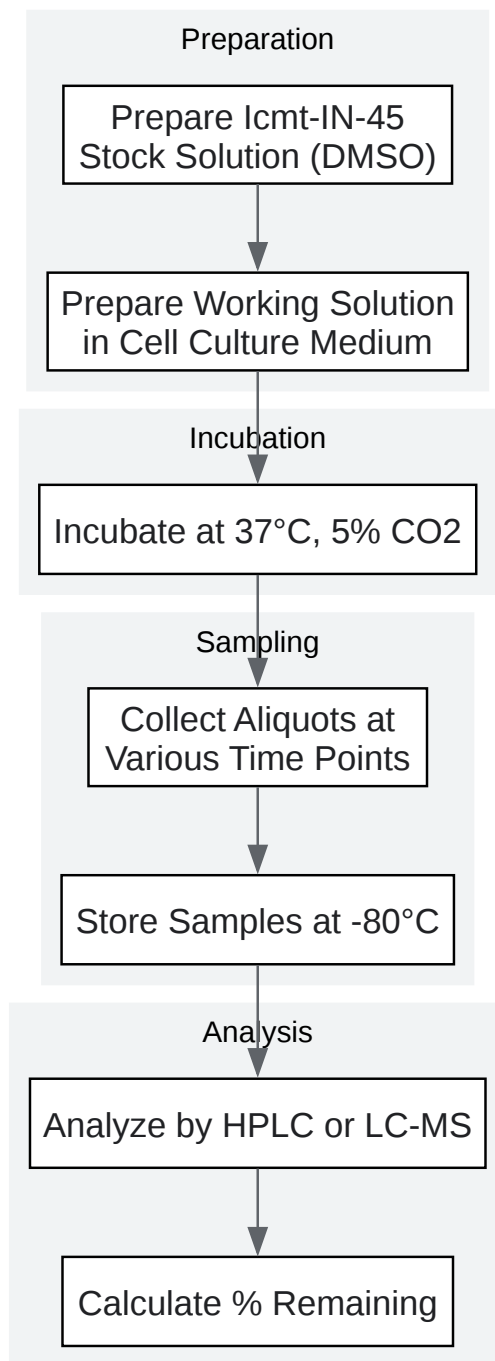 Preparation
Prepare Icmt-IN-45
Stock Solution (DMSO)
Prepare Working Solution
in Cell Culture Medium
Incubation
Incubate at 37°C, 5% CO2
Sampling
Collect Aliquots at
Various Time Points
Store Samples at -80°C
Analysis
Analyze by HPLC or LC-MS
Calculate % Remaining